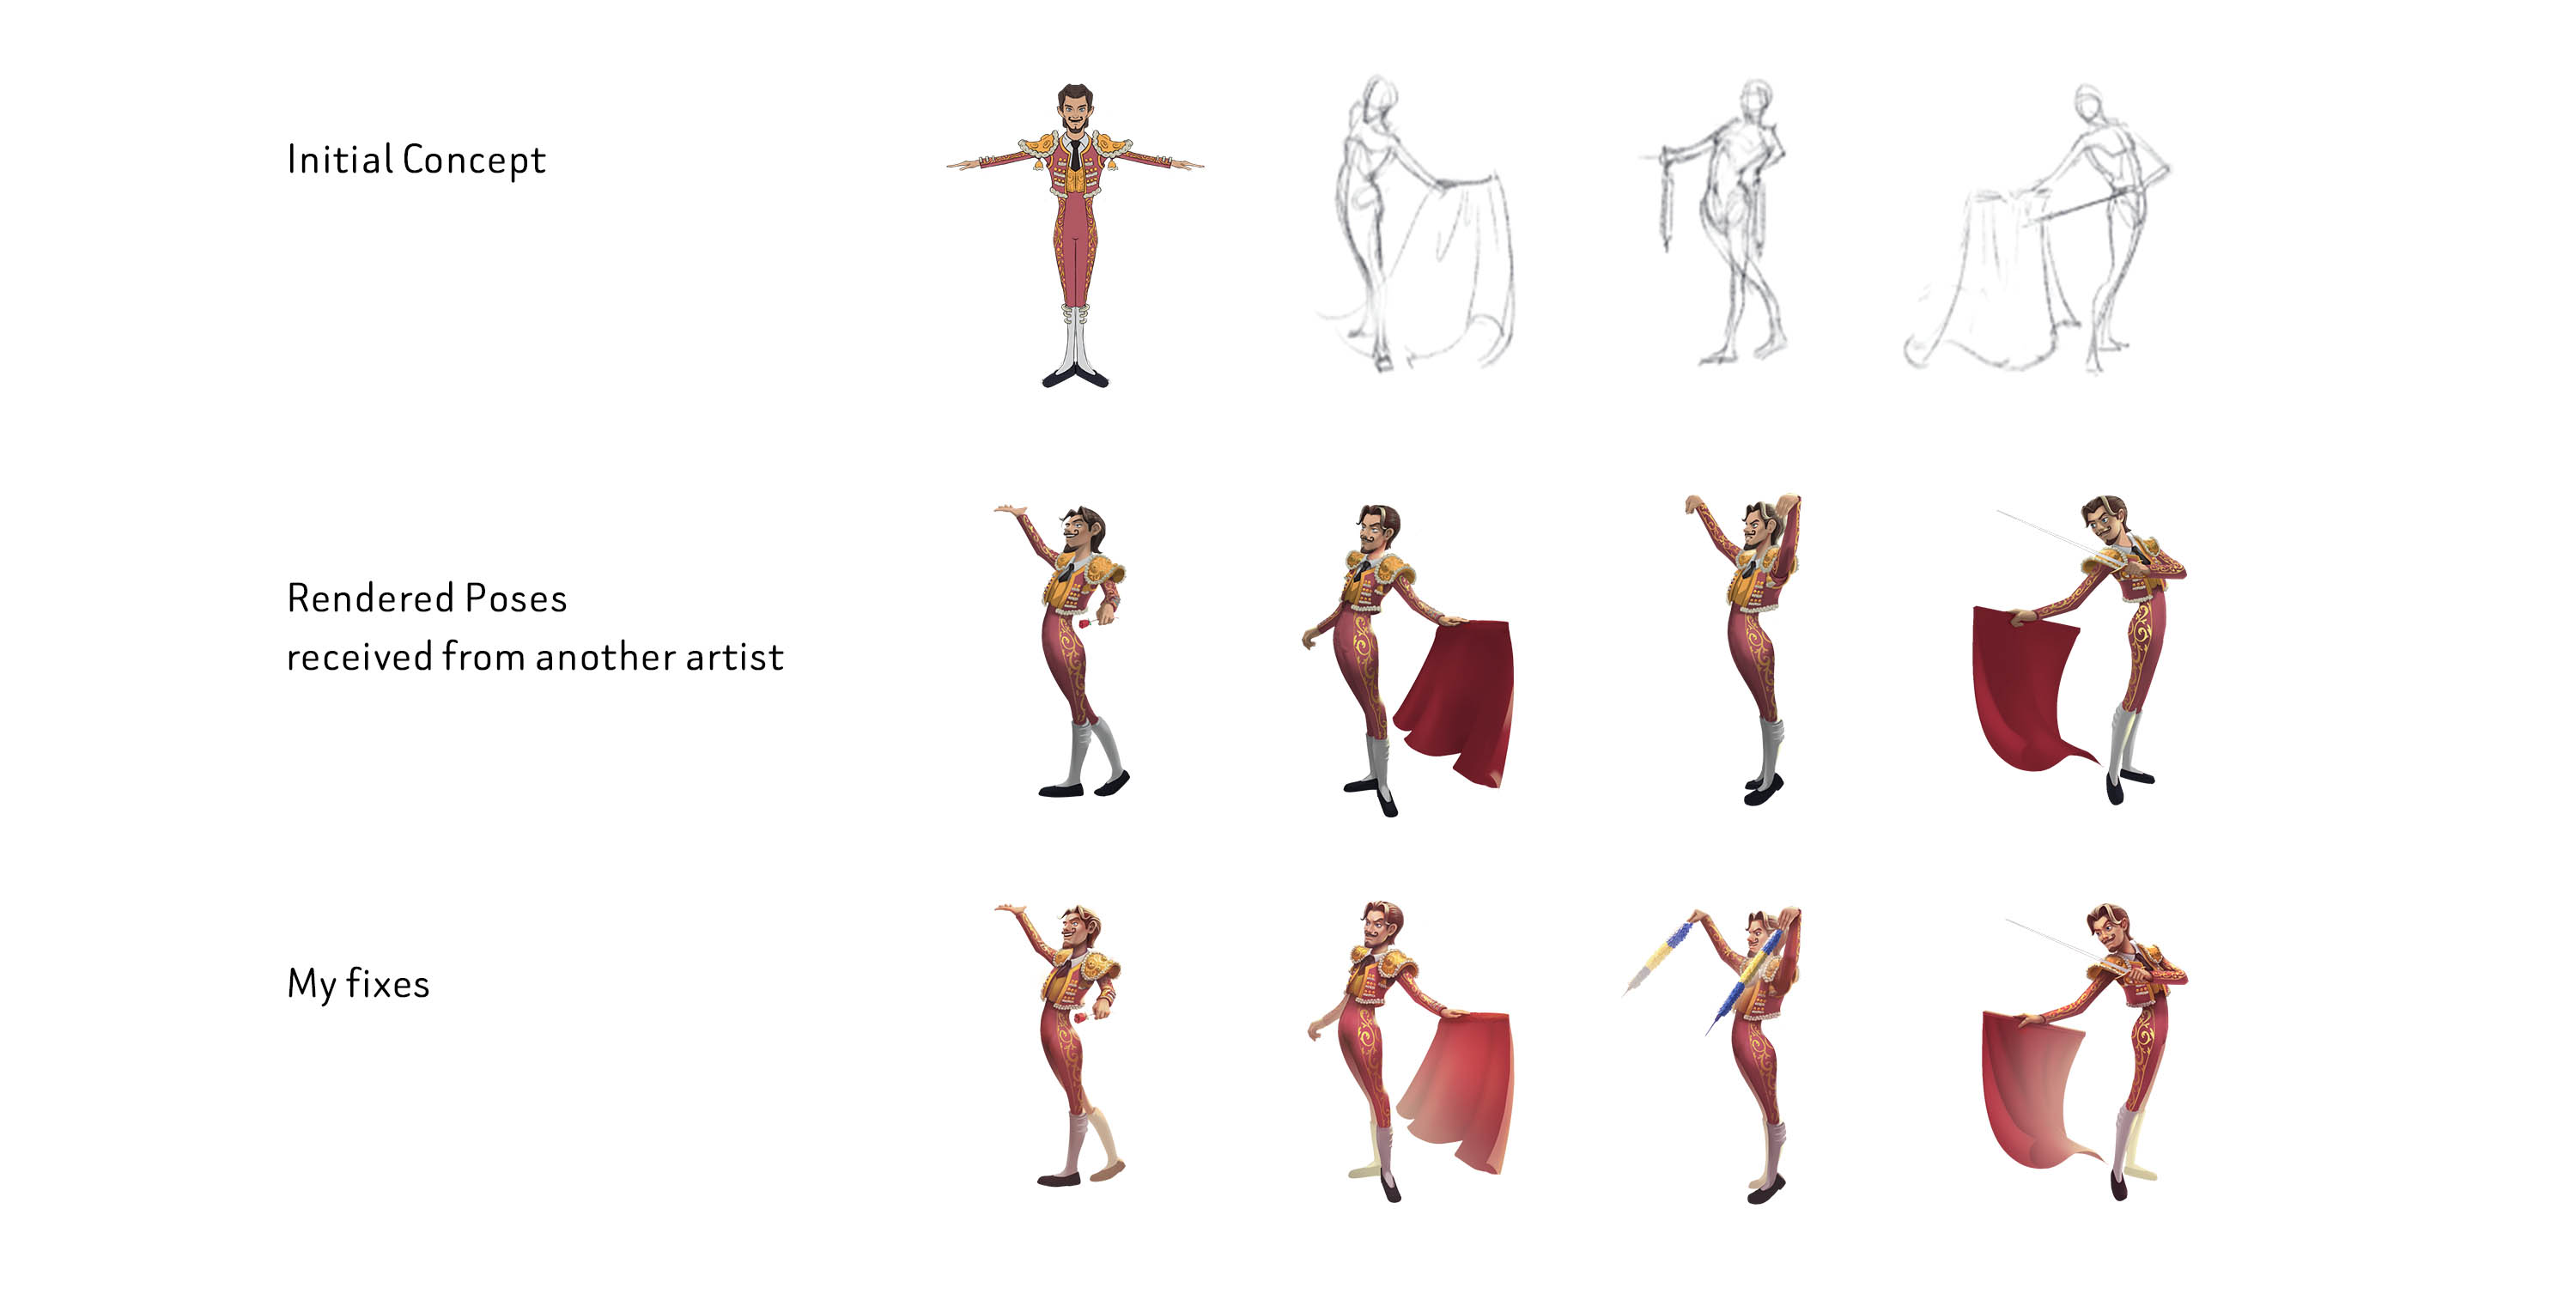 Initial Concept
Rendered Poses
received from another artist
My fixes